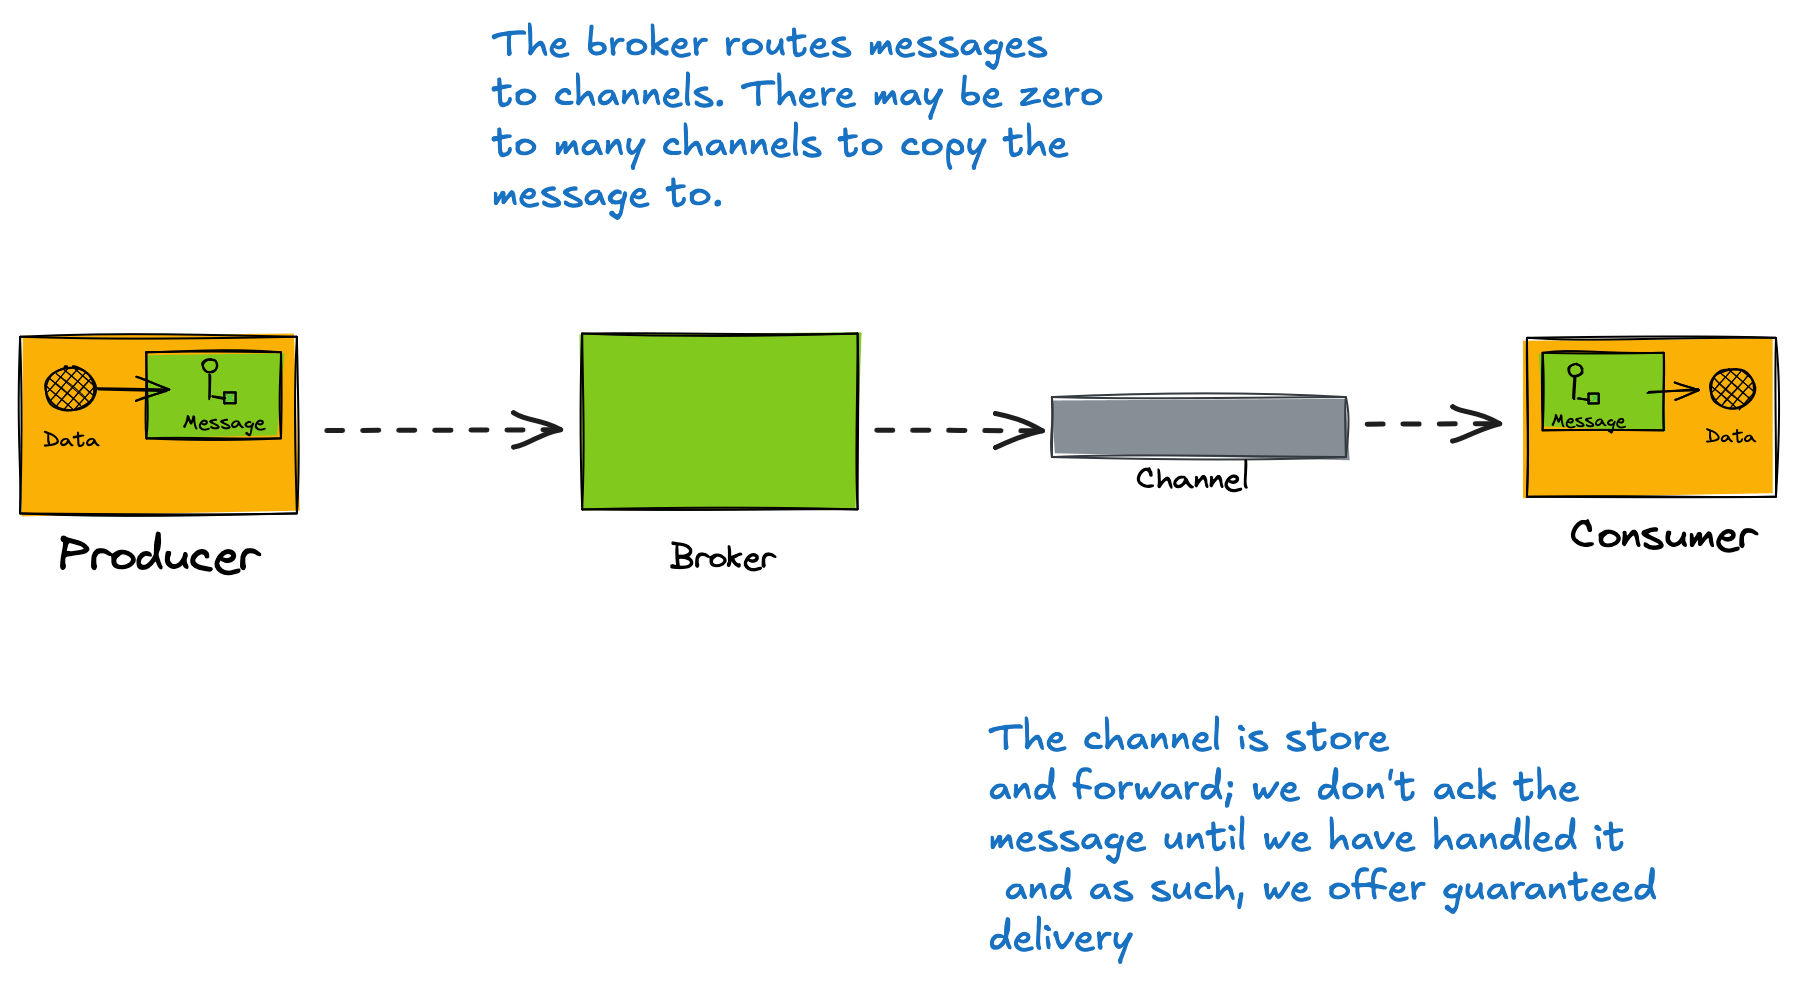 The broker routes messages
to channels. There may be zero
to many channels to copy the
message to.
Data
Message
Producer
Broker
Channel
Message
Data
Consumer
The channel is store
and forward; we don't ack the
message until we have handled it
and as such, we offer guaranteed
delivery